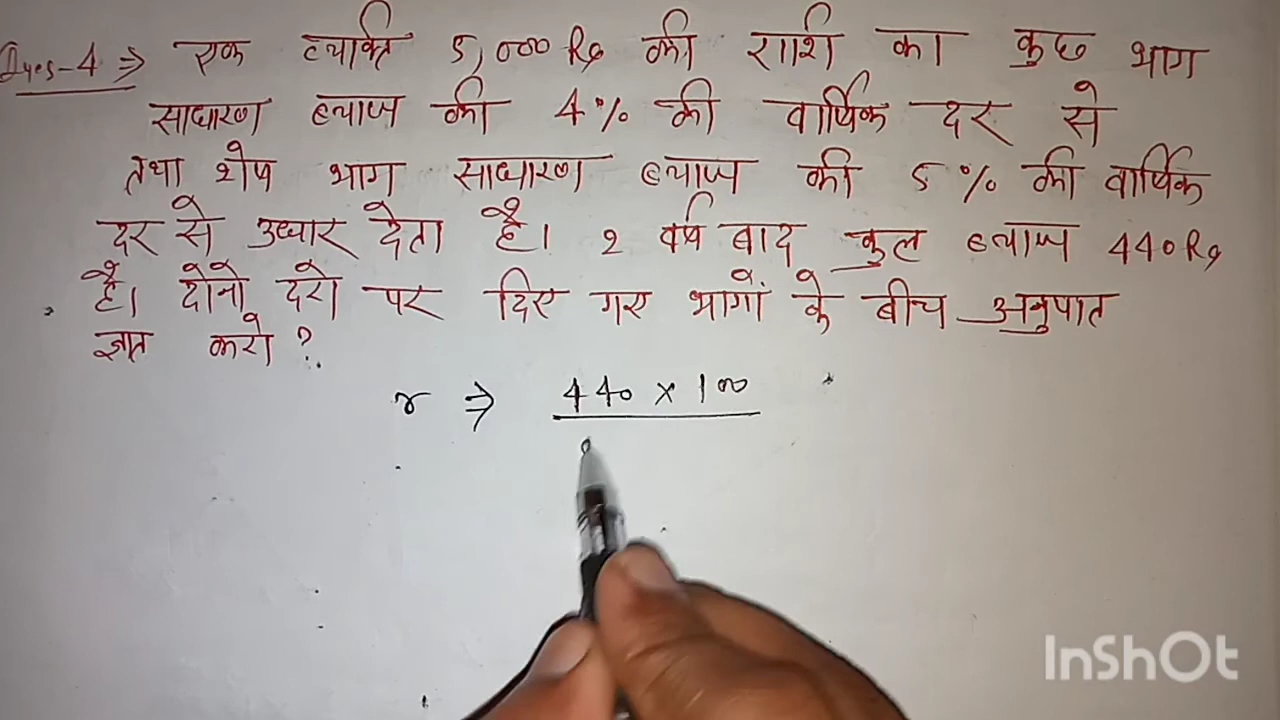 Ques-4 ⇒ एक व्यक्ति 5,000 Rs की राशि का कुछ भाग
साधारण ब्याज की 4% की वार्षिक दर से
तथा शेष भाग साधारण ब्याज की 5% की वार्षिक
दर से उधार देता है। 2 वर्ष बाद कुल ब्याज 440 Rs
है। दोनो दरो पर दिए गए भागों के बीच अनुपात
ज्ञात करो ?
r ⇒ 440 × 100
InShOt